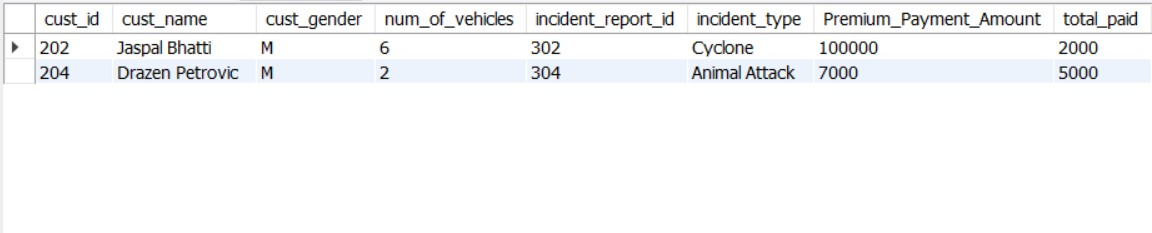 cust_id cust_name cust_gender num_of_vehicles incident_report_id incident_type Premium_Payment_Amount total_paid
202 Jaspal Bhatti M 6 302 Cyclone 100000 2000
204 Drazen Petrovic M 2 304 Animal Attack 7000 5000